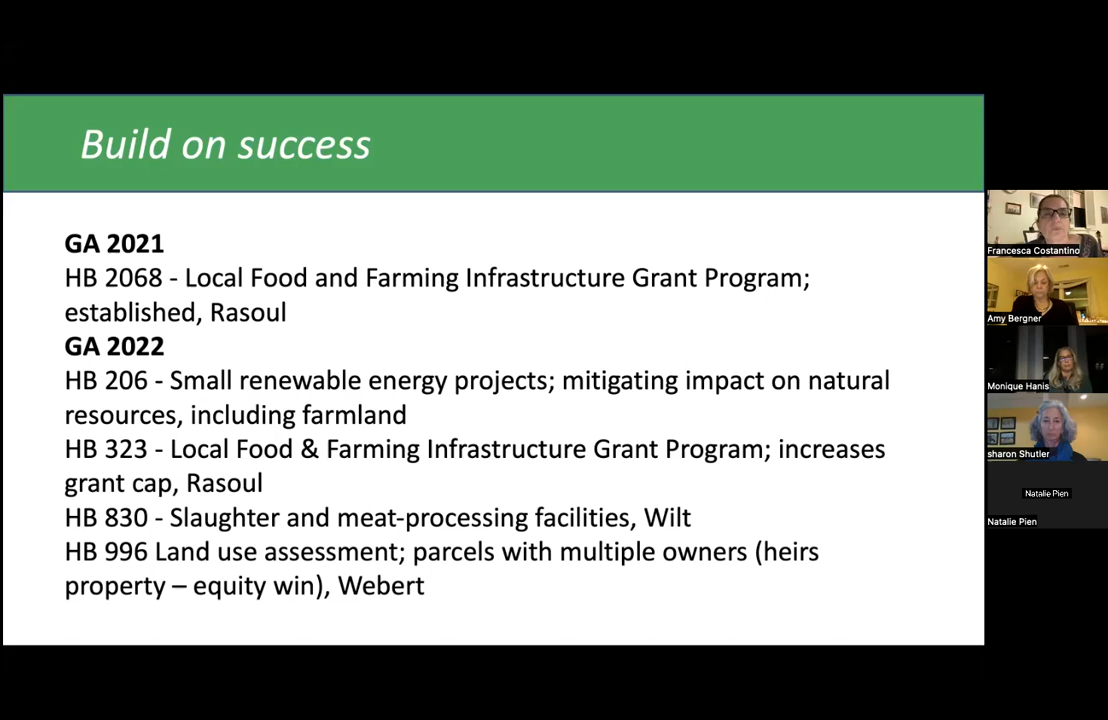 Build on success
GA 2021
HB 2068 - Local Food and Farming Infrastructure Grant Program;
established, Rasoul
GA 2022
HB 206 - Small renewable energy projects; mitigating impact on natural
resources, including farmland
HB 323 - Local Food & Farming Infrastructure Grant Program; increases
grant cap, Rasoul
HB 830 - Slaughter and meat-processing facilities, Wilt
HB 996 Land use assessment; parcels with multiple owners (heirs
property – equity win), Webert
Francesca Costantino
Amy Bergner
Monique Hanis
sharon Shutler
Natalie Pien
Natalie Pien